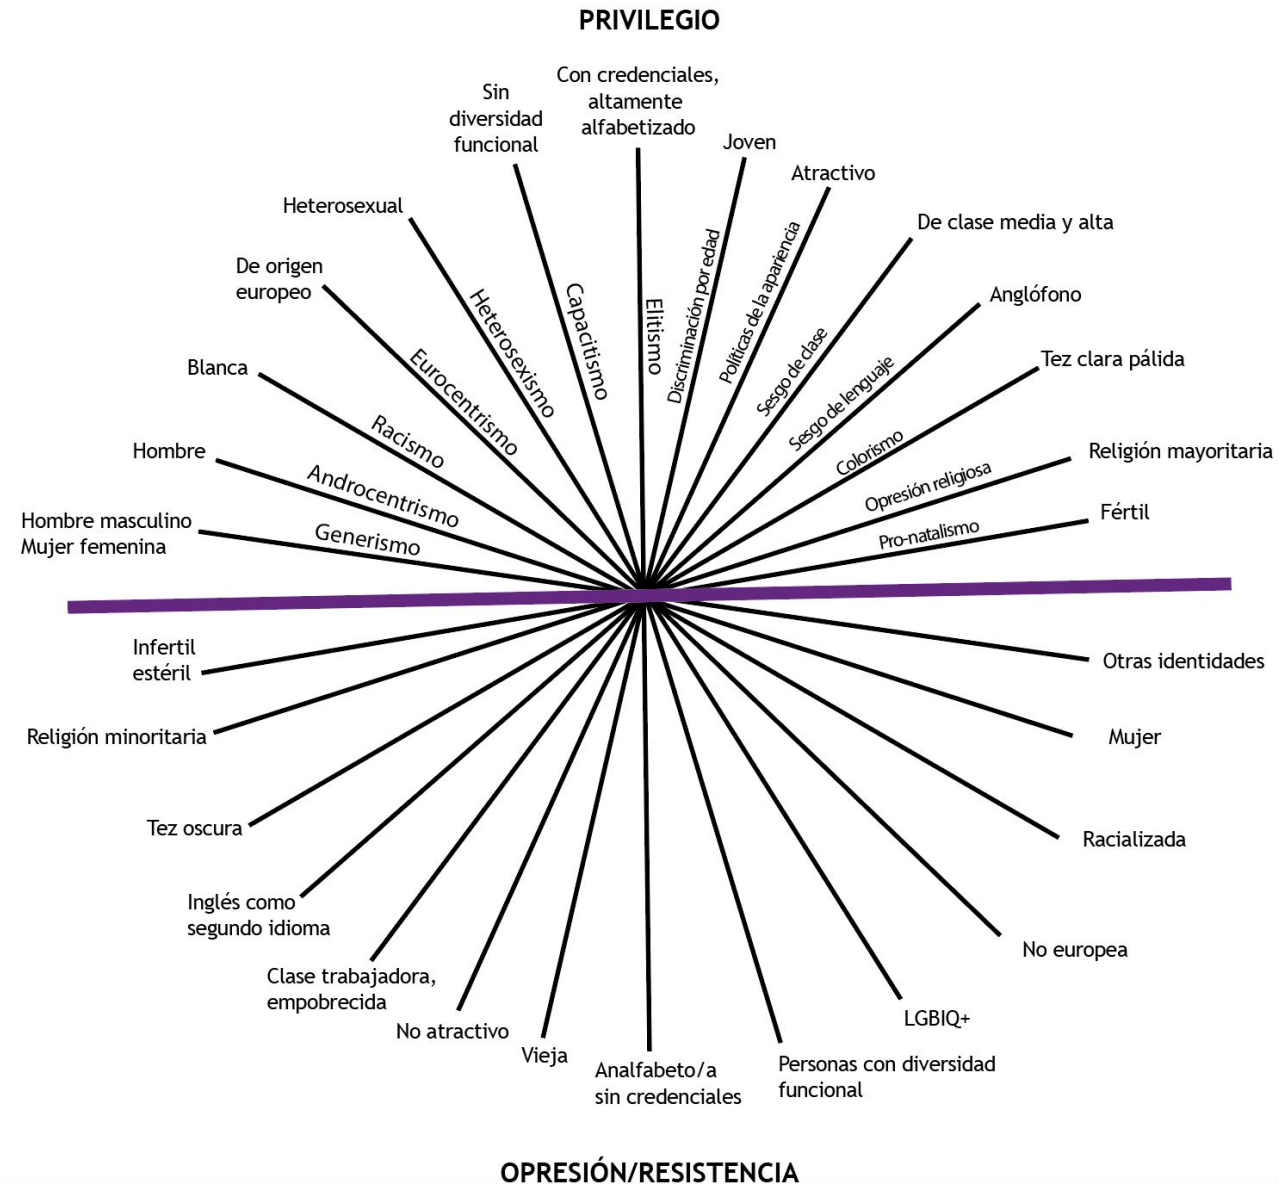 PRIVILEGIO
Con credenciales,
altamente
alfabetizado
Sin
diversidad
funcional
Joven
Atractivo
Heterosexual
De clase media y alta
De origen
europeo
Anglófono
Blanca
Tez clara pálida
Hombre
Religión mayoritaria
Hombre masculino
Mujer femenina
Fértil
Generismo
Androcentrismo
Racismo
Eurocentrismo
Heterosexismo
Capacitismo
Elitismo
Discriminación por edad
Políticas de la apariencia
Sesgo de clase
Sesgo de lenguaje
Colorismo
Opresión religiosa
Pro-natalismo
Infertil
estéril
Otras identidades
Religión minoritaria
Mujer
Tez oscura
Racializada
Inglés como
segundo idioma
No europea
Clase trabajadora,
empobrecida
LGBIQ+
No atractivo
Vieja
Analfabeto/a
sin credenciales
Personas con diversidad
funcional
OPRESIÓN/RESISTENCIA